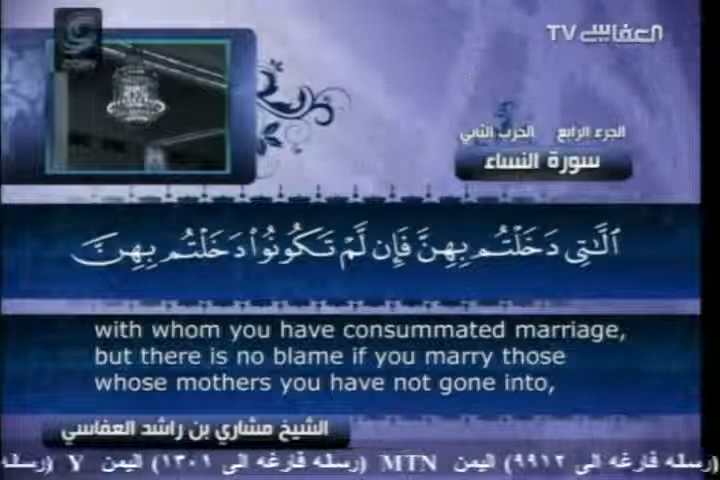 العفاسي TV
الجزء الرابع الحزب الثاني
سورة النساء
ٱلَّـٰتِى دَخَلْتُم بِهِنَّ فَإِن لَّمْ تَكُونُوا۟ دَخَلْتُم بِهِنَّ
with whom you have consummated marriage,
but there is no blame if you marry those
whose mothers you have not gone into,
الشيخ مشاري بن راشد العفاسي
(رسله فارغه الى ٩٩١٢) اليمن MTN (رسله فارغه الى ١٣٠١) اليمن Y (رسله